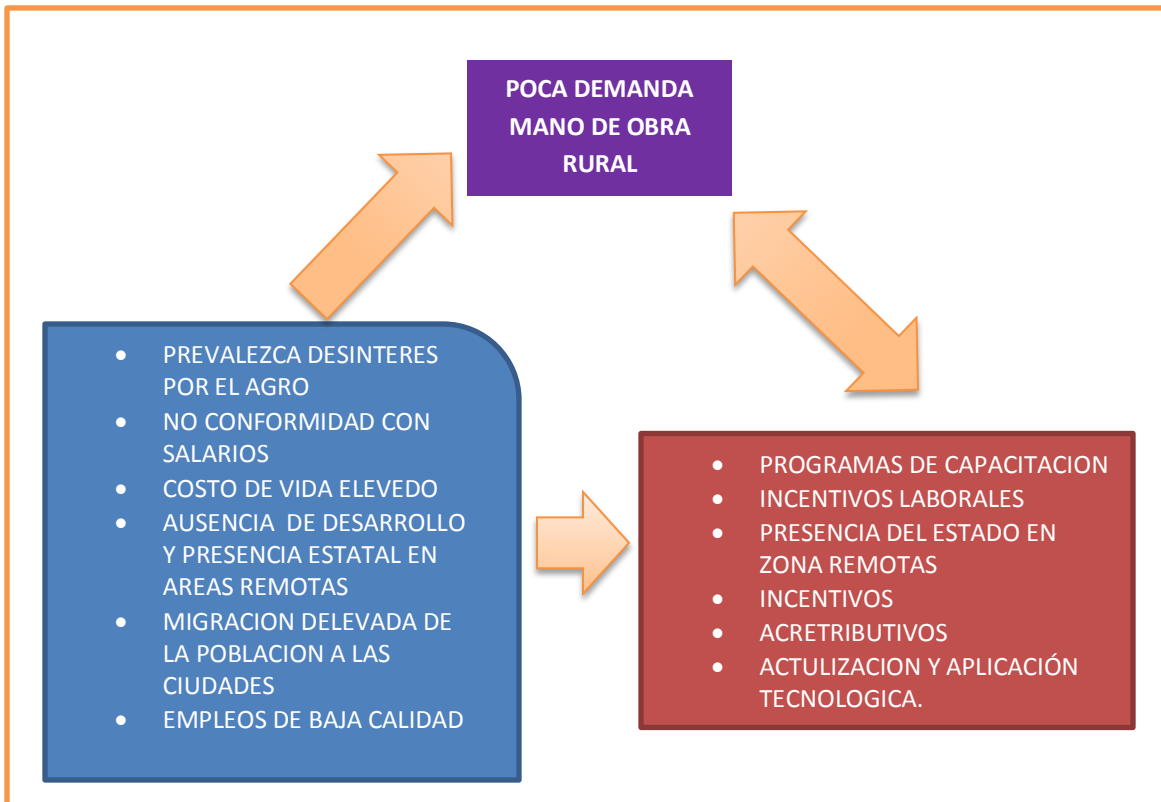 POCA DEMANDA
MANO DE OBRA
RURAL
• PREVALEZCA DESINTERES
POR EL AGRO
• NO CONFORMIDAD CON
SALARIOS
• COSTO DE VIDA ELEVEDO
• AUSENCIA DE DESARROLLO
Y PRESENCIA ESTATAL EN
AREAS REMOTAS
• MIGRACION DELEVADA DE
LA POBLACION A LAS
CIUDADES
• EMPLEOS DE BAJA CALIDAD
• PROGRAMAS DE CAPACITACION
• INCENTIVOS LABORALES
• PRESENCIA DEL ESTADO EN
ZONA REMOTAS
• INCENTIVOS
• ACRETRIBUTIVOS
• ACTULIZACION Y APLICACIÓN
TECNOLOGICA.